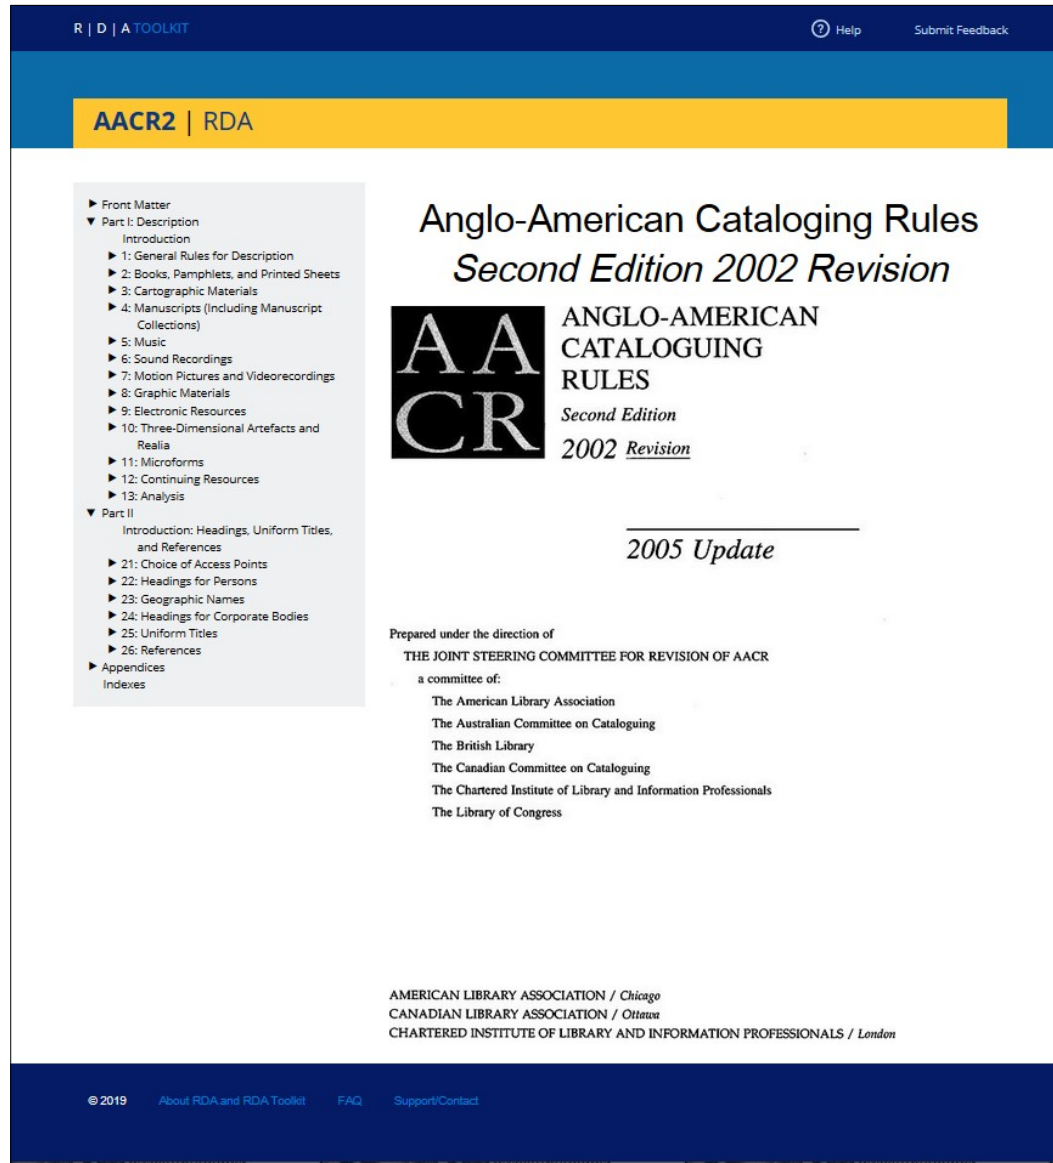 R | D | A TOOLKIT
? Help
Submit Feedback
AACR2 | RDA
Front Matter
Part I: Description
Introduction
1: General Rules for Description
2: Books, Pamphlets, and Printed Sheets
3: Cartographic Materials
4: Manuscripts (Including Manuscript
Collections)
5: Music
6: Sound Recordings
7: Motion Pictures and Videorecordings
8: Graphic Materials
9: Electronic Resources
10: Three-Dimensional Artefacts and
Realia
11: Microforms
12: Continuing Resources
13: Analysis
Part II
Introduction: Headings, Uniform Titles,
and References
21: Choice of Access Points
22: Headings for Persons
23: Geographic Names
24: Headings for Corporate Bodies
25: Uniform Titles
26: References
Appendices
Indexes
Anglo-American Cataloging Rules
Second Edition 2002 Revision
A A
C R
ANGLO-AMERICAN
CATALOGUING
RULES
Second Edition
2002 Revision
2005 Update
Prepared under the direction of
THE JOINT STEERING COMMITTEE FOR REVISION OF AACR
a committee of:
The American Library Association
The Australian Committee on Cataloguing
The British Library
The Canadian Committee on Cataloguing
The Chartered Institute of Library and Information Professionals
The Library of Congress
AMERICAN LIBRARY ASSOCIATION / Chicago
CANADIAN LIBRARY ASSOCIATION / Ottawa
CHARTERED INSTITUTE OF LIBRARY AND INFORMATION PROFESSIONALS / London
© 2019
About RDA and RDA Toolkit
FAQ
Support/Contact